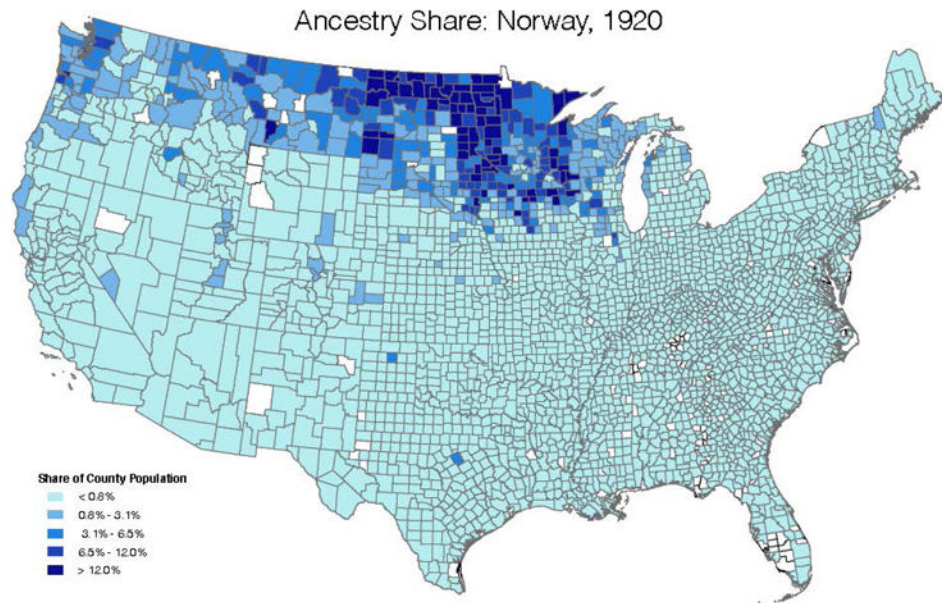 Ancestry Share: Norway, 1920
Share of County Population
< 0.8%
0.8% - 3.1%
3.1% - 6.5%
6.5% - 12.0%
> 12.0%